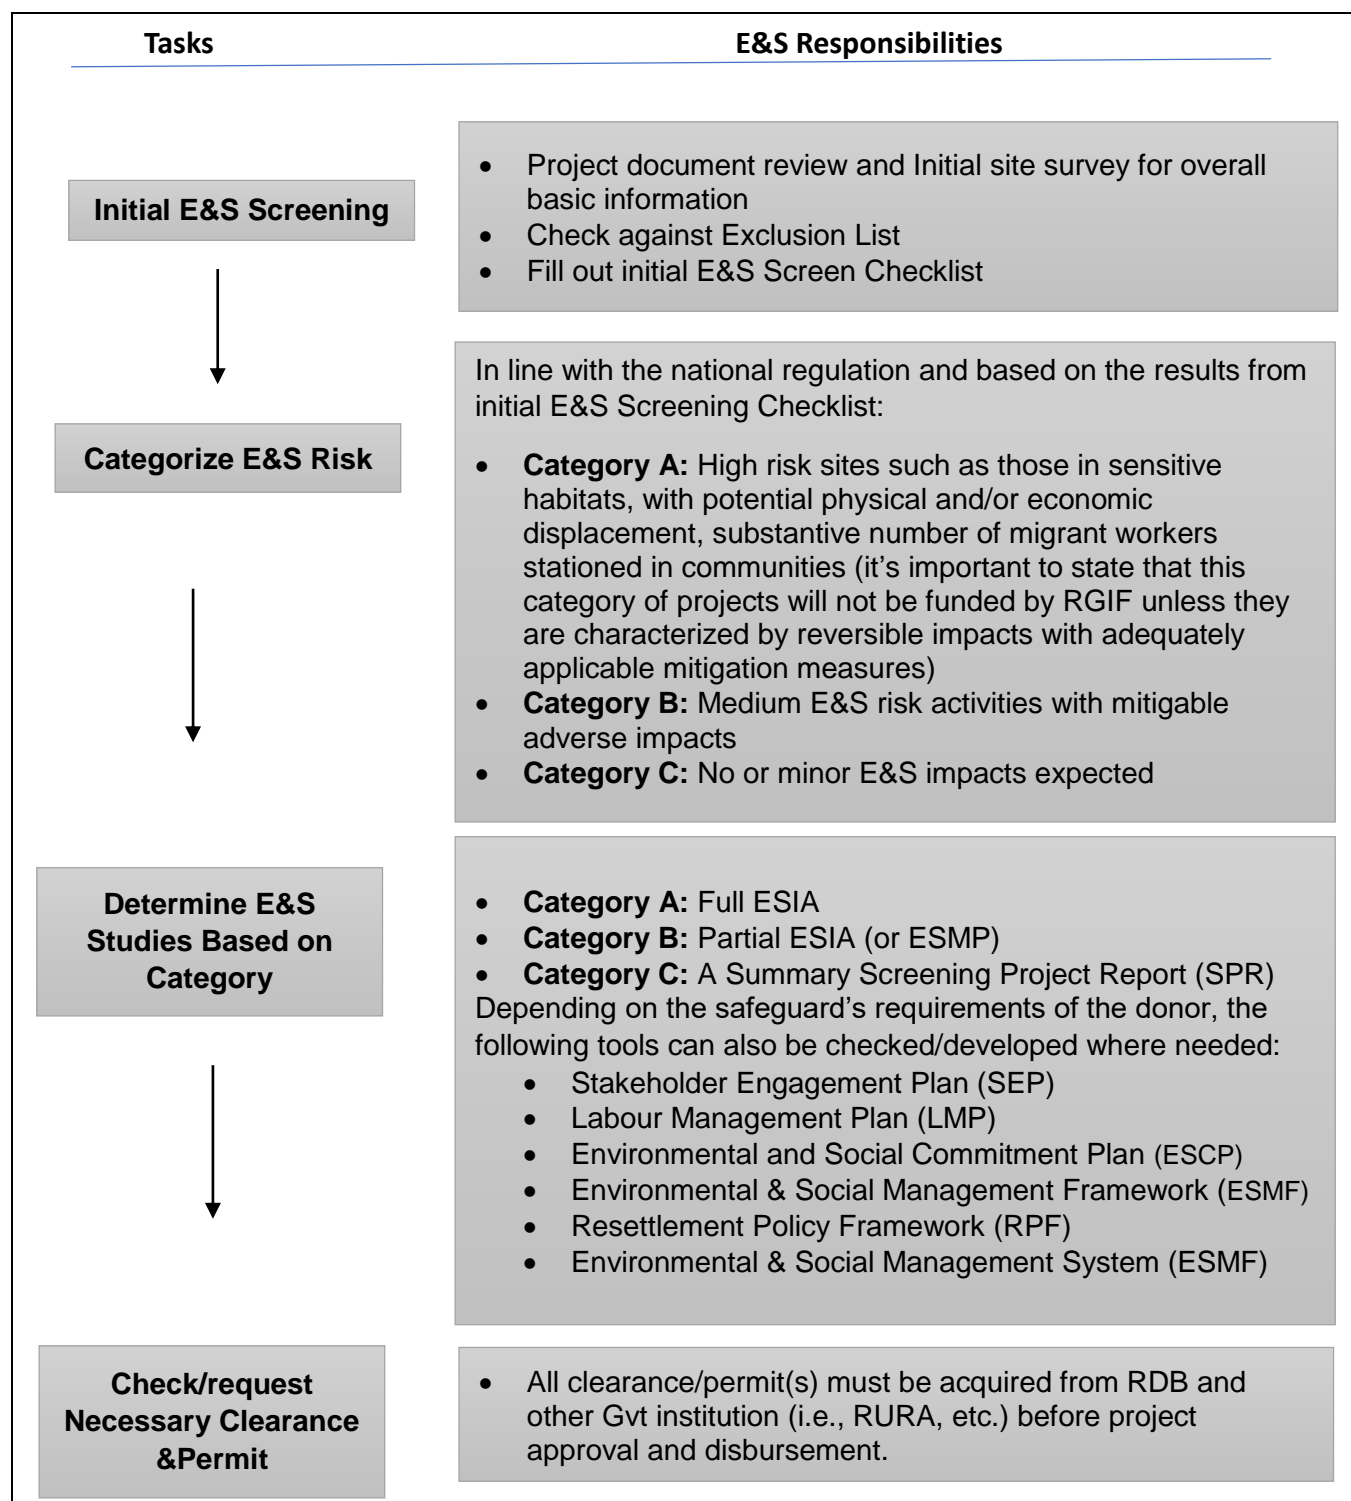 Tasks E&S Responsibilities
Initial E&S Screening
• Project document review and Initial site survey for overall
basic information
• Check against Exclusion List
• Fill out initial E&S Screen Checklist
Categorize E&S Risk
In line with the national regulation and based on the results from
initial E&S Screening Checklist:
• Category A: High risk sites such as those in sensitive
habitats, with potential physical and/or economic
displacement, substantive number of migrant workers
stationed in communities (it’s important to state that this
category of projects will not be funded by RGIF unless they
are characterized by reversible impacts with adequately
applicable mitigation measures)
• Category B: Medium E&S risk activities with mitigable
adverse impacts
• Category C: No or minor E&S impacts expected
Determine E&S
Studies Based on
Category
• Category A: Full ESIA
• Category B: Partial ESIA (or ESMP)
• Category C: A Summary Screening Project Report (SPR)
Depending on the safeguard’s requirements of the donor, the
following tools can also be checked/developed where needed:
• Stakeholder Engagement Plan (SEP)
• Labour Management Plan (LMP)
• Environmental and Social Commitment Plan (ESCP)
• Environmental & Social Management Framework (ESMF)
• Resettlement Policy Framework (RPF)
• Environmental & Social Management System (ESMF)
Check/request
Necessary Clearance
&Permit
• All clearance/permit(s) must be acquired from RDB and
other Gvt institution (i.e., RURA, etc.) before project
approval and disbursement.